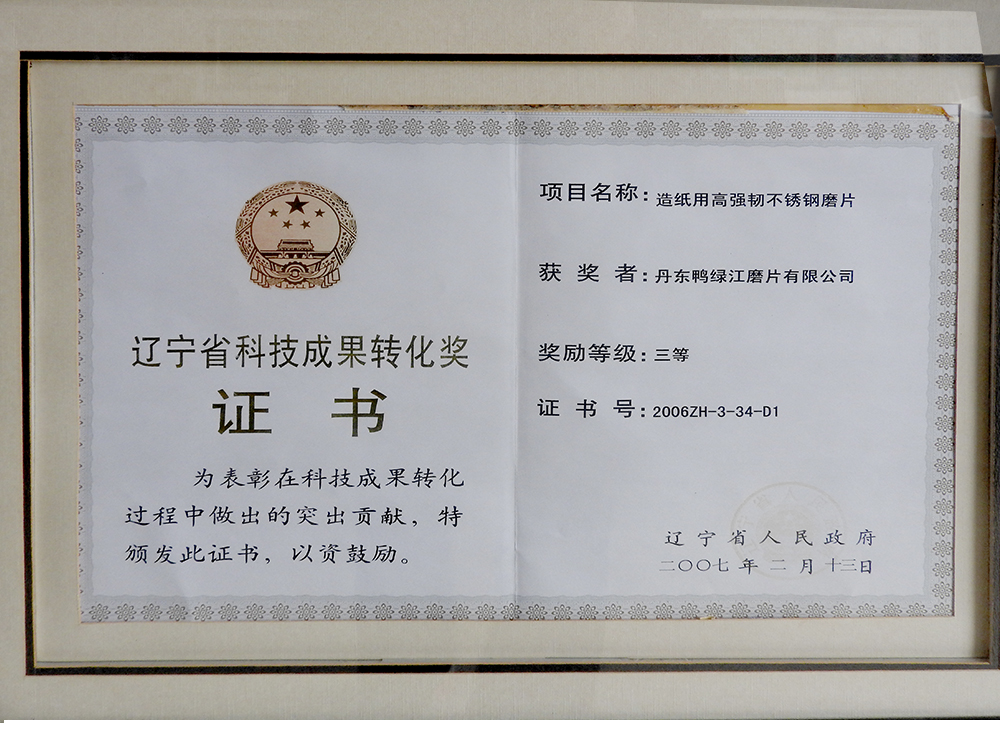 辽宁省科技成果转化奖
证 书
为表彰在科技成果转化
过程中做出的突出贡献，特
颁发此证书，以资鼓励。
项目名称：造纸用高强韧不锈钢磨片
获 奖 者：丹东鸭绿江磨片有限公司
奖励等级：三等
证 书 号：2006ZH-3-34-D1
辽宁省人民政府
二〇〇七年二月十三日